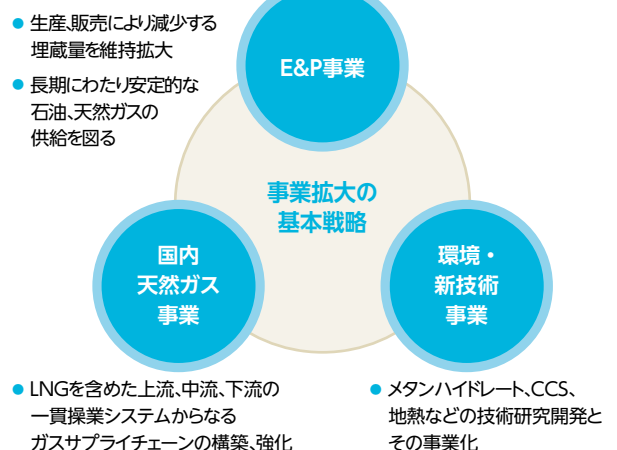 ● 生産、販売により減少する
埋蔵量を維持拡大
● 長期にわたり安定的な
石油、天然ガスの
供給を図る
E&P事業
事業拡大の
基本戦略
国内
天然ガス
事業
環境・
新技術
事業
● LNGを含めた上流、中流、下流の
一貫操業システムからなる
ガスサプライチェーンの構築、強化
● メタンハイドレート、CCS、
地熱などの技術研究開発と
その事業化